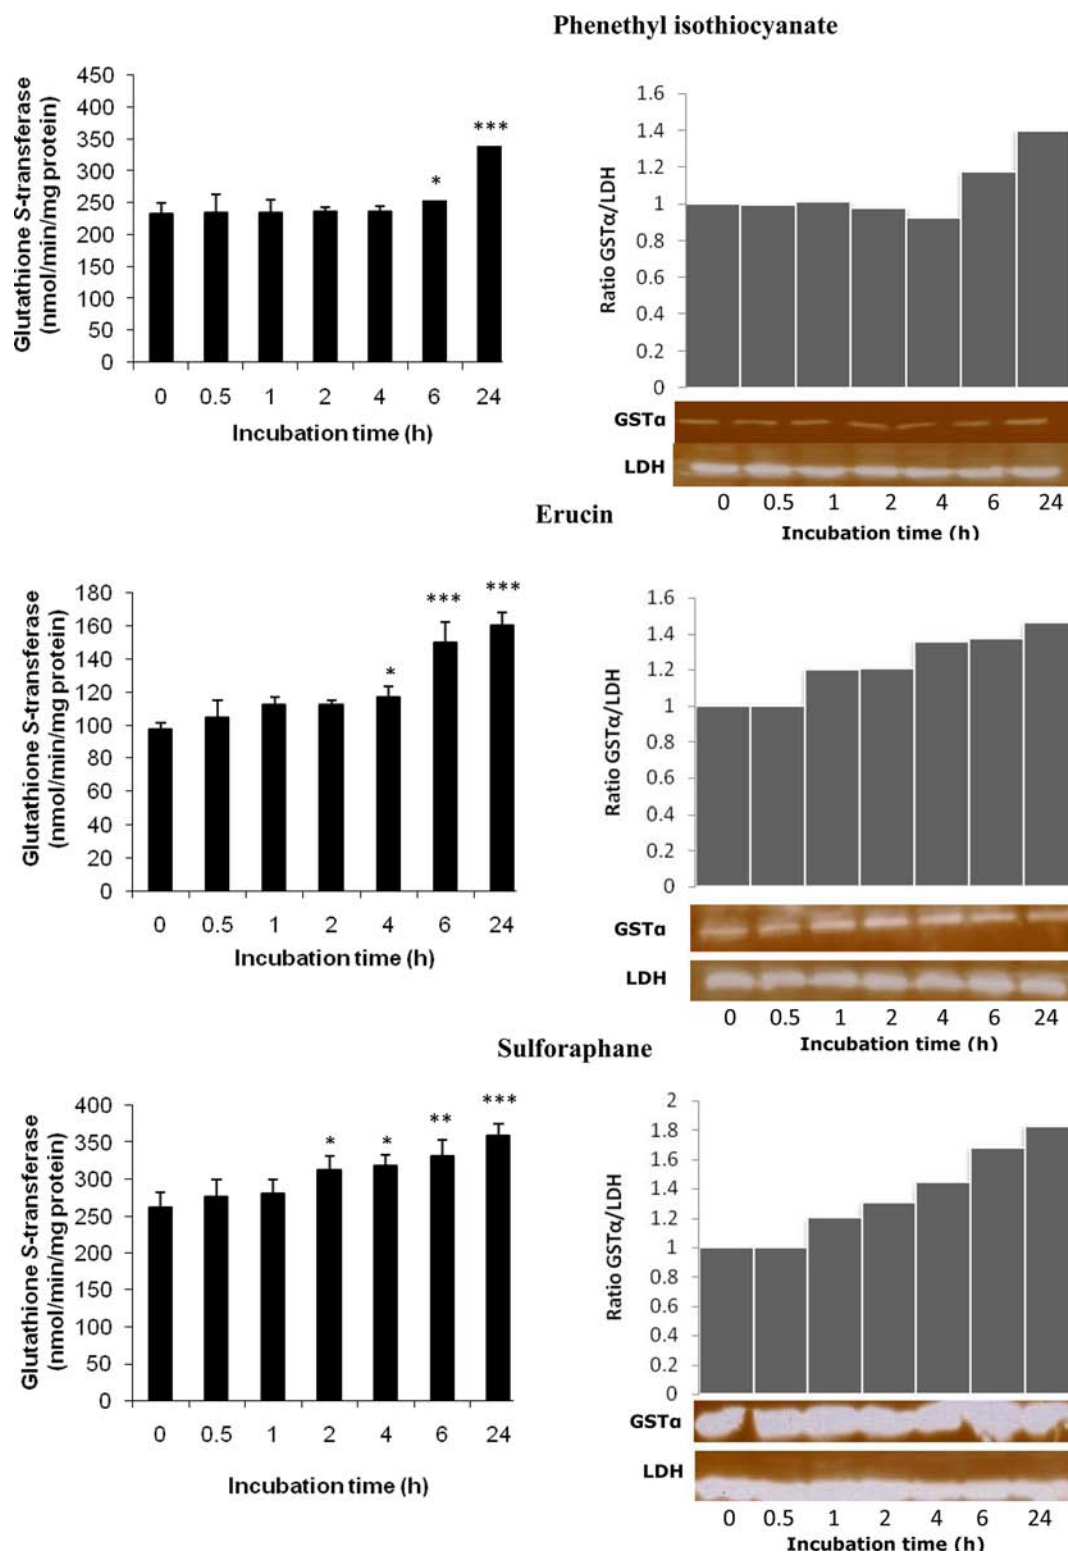 Phenethyl isothiocyanate
Glutathione S-transferase
(nmol/min/mg protein)
450
400
350
300
250
200
150
100
50
0
*
***
0 0.5 1 2 4 6 24
Incubation time (h)
Ratio GSTα/LDH
1.6
1.4
1.2
1
0.8
0.6
0.4
0.2
0
GSTα
LDH
0 0.5 1 2 4 6 24
Incubation time (h)
Erucin
Glutathione S-transferase
(nmol/min/mg protein)
180
160
140
120
100
80
60
40
20
0
*
***
***
0 0.5 1 2 4 6 24
Incubation time (h)
Ratio GSTα/LDH
1.6
1.4
1.2
1
0.8
0.6
0.4
0.2
0
GSTα
LDH
0 0.5 1 2 4 6 24
Incubation time (h)
Sulforaphane
Glutathione S-transferase
(nmol/min/mg protein)
400
350
300
250
200
150
100
50
0
*
*
**
***
0 0.5 1 2 4 6 24
Incubation time (h)
Ratio GSTα/LDH
2
1.8
1.6
1.4
1.2
1
0.8
0.6
0.4
0.2
0
GSTα
LDH
0 0.5 1 2 4 6 24
Incubation time (h)